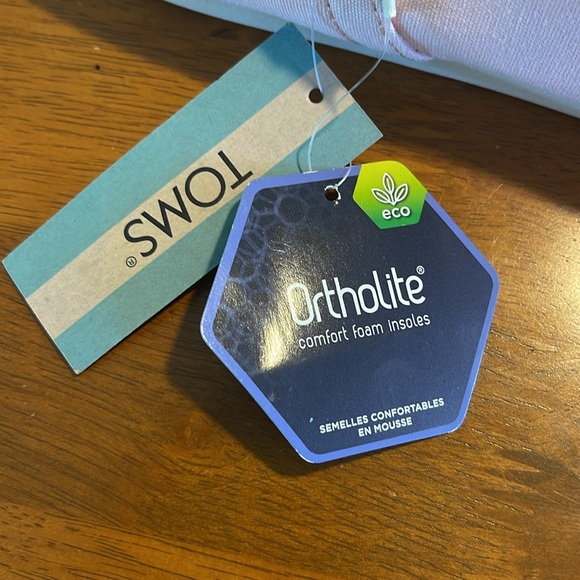 TOMS®
eco
Ortholite®
comfort foam insoles
SEMELLES CONFORTABLES
EN MOUSSE